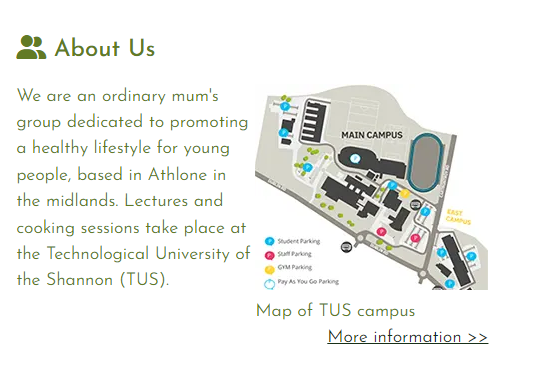 About Us
We are an ordinary mum's
group dedicated to promoting
a healthy lifestyle for young
people, based in Athlone in
the midlands. Lectures and
cooking sessions take place at
the Technological University of
the Shannon (TUS).
MAIN CAMPUS
EAST
CAMPUS
Student Parking
Staff Parking
GYM Parking
Pay As You Go Parking
Map of TUS campus
More information >>